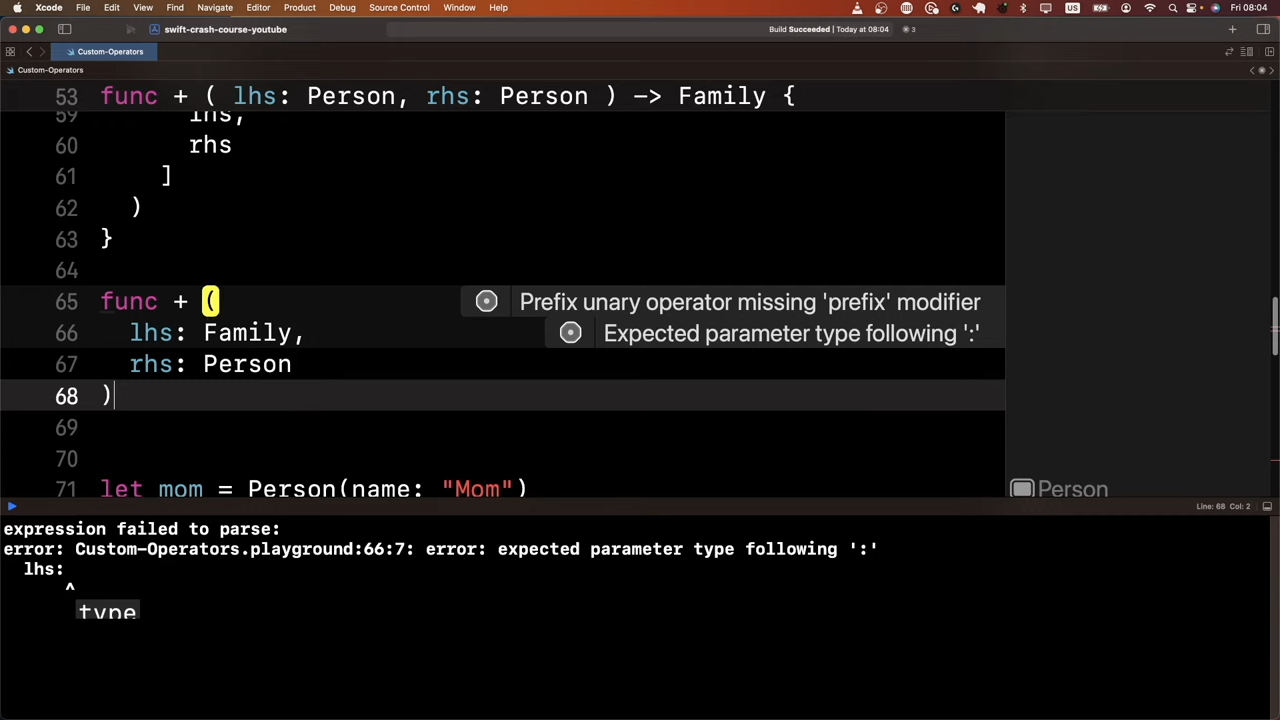 Xcode File Edit View Find Navigate Editor Product Debug Source Control Window Help US Fri 08:04
swift-crash-course-youtube Build Succeeded | Today at 08:04 3
Custom-Operators
Custom-Operators
53 func + ( lhs: Person, rhs: Person ) -> Family {
59 lhs,
60 rhs
61 ]
62 )
63 }
64
65 func + ( Prefix unary operator missing 'prefix' modifier
66 lhs: Family, Expected parameter type following ':'
67 rhs: Person
68 )
69
70
71 let mom = Person(name: "Mom") Person
Line: 68 Col: 2
expression failed to parse:
error: Custom-Operators.playground:66:7: error: expected parameter type following ':'
lhs:
^
type